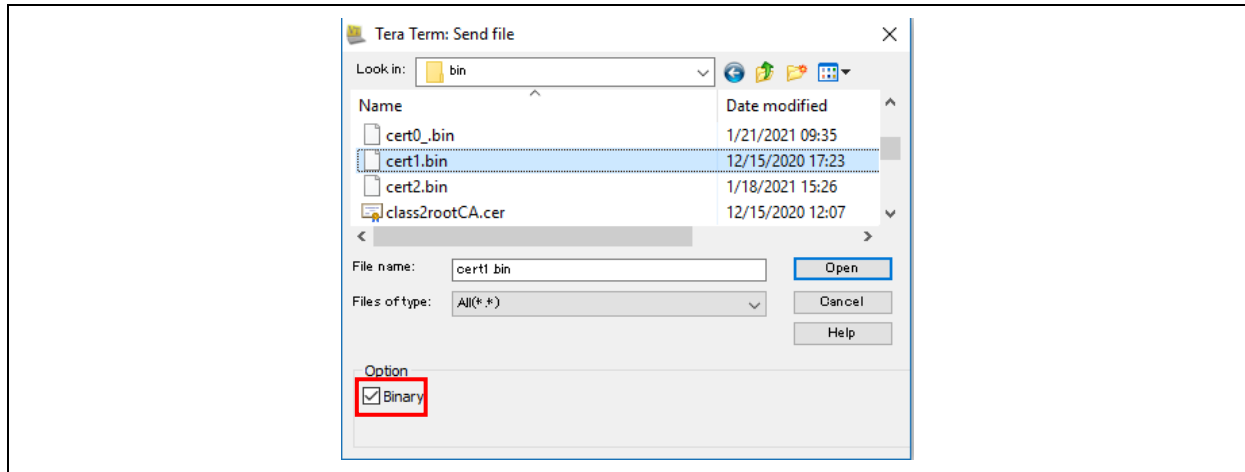 Tera Term: Send file
Look in: bin
Name Date modified
cert0_.bin 1/21/2021 09:35
cert1.bin 12/15/2020 17:23
cert2.bin 1/18/2021 15:26
class2rootCA.cer 12/15/2020 12:07
File name: cert1.bin Open
Files of type: All(*.*) Cancel
Help
Option
Binary